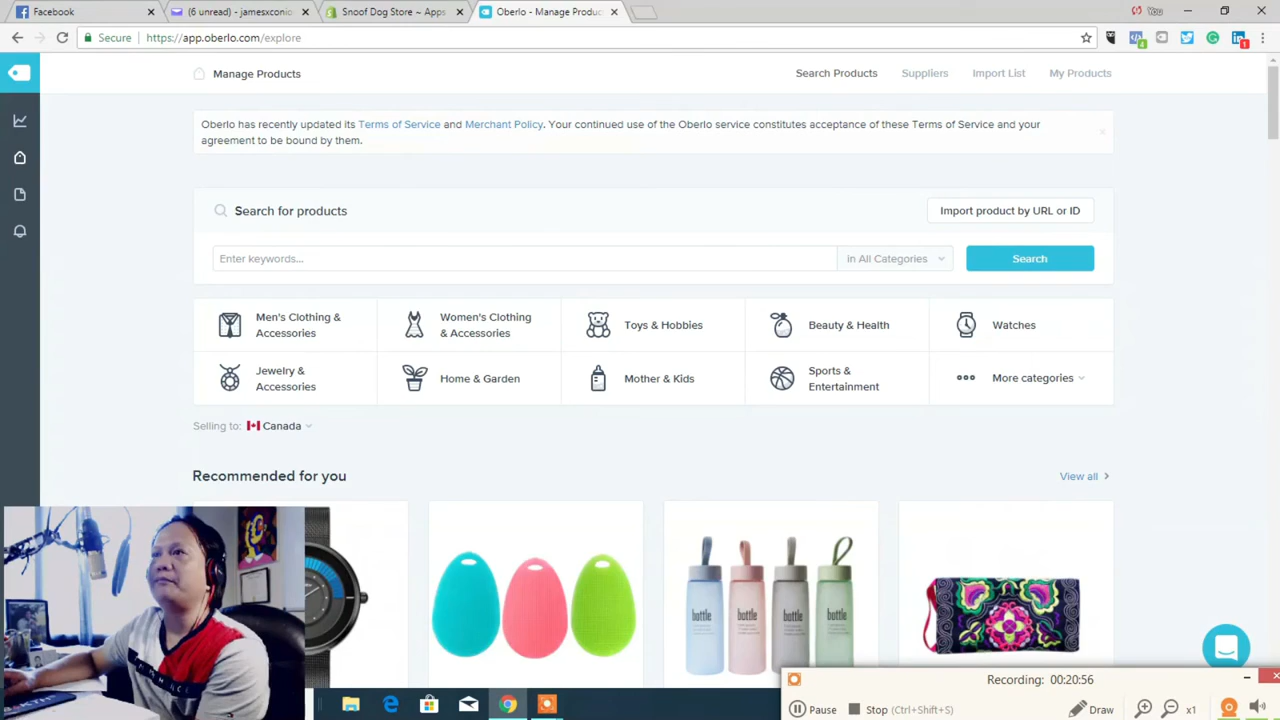 Facebook
(6 unread) - jamesxconio
Snoof Dog Store ~ Apps
Oberlo - Manage Produc
You
Secure
https://app.oberlo.com/explore
4
1
Manage Products
Search Products
Suppliers
Import List
My Products
Oberlo has recently updated its Terms of Service and Merchant Policy. Your continued use of the Oberlo service constitutes acceptance of these Terms of Service and your
agreement to be bound by them.
Search for products
Import product by URL or ID
Enter keywords...
in All Categories
Search
Men's Clothing &
Accessories
Women's Clothing
& Accessories
Toys & Hobbies
Beauty & Health
Watches
Jewelry &
Accessories
Home & Garden
Mother & Kids
Sports &
Entertainment
More categories
Selling to: Canada
Recommended for you
View all
bottle
bottle
bottle
bottle
Recording: 00:20:56
Pause
Stop (Ctrl+Shift+S)
Draw
x1